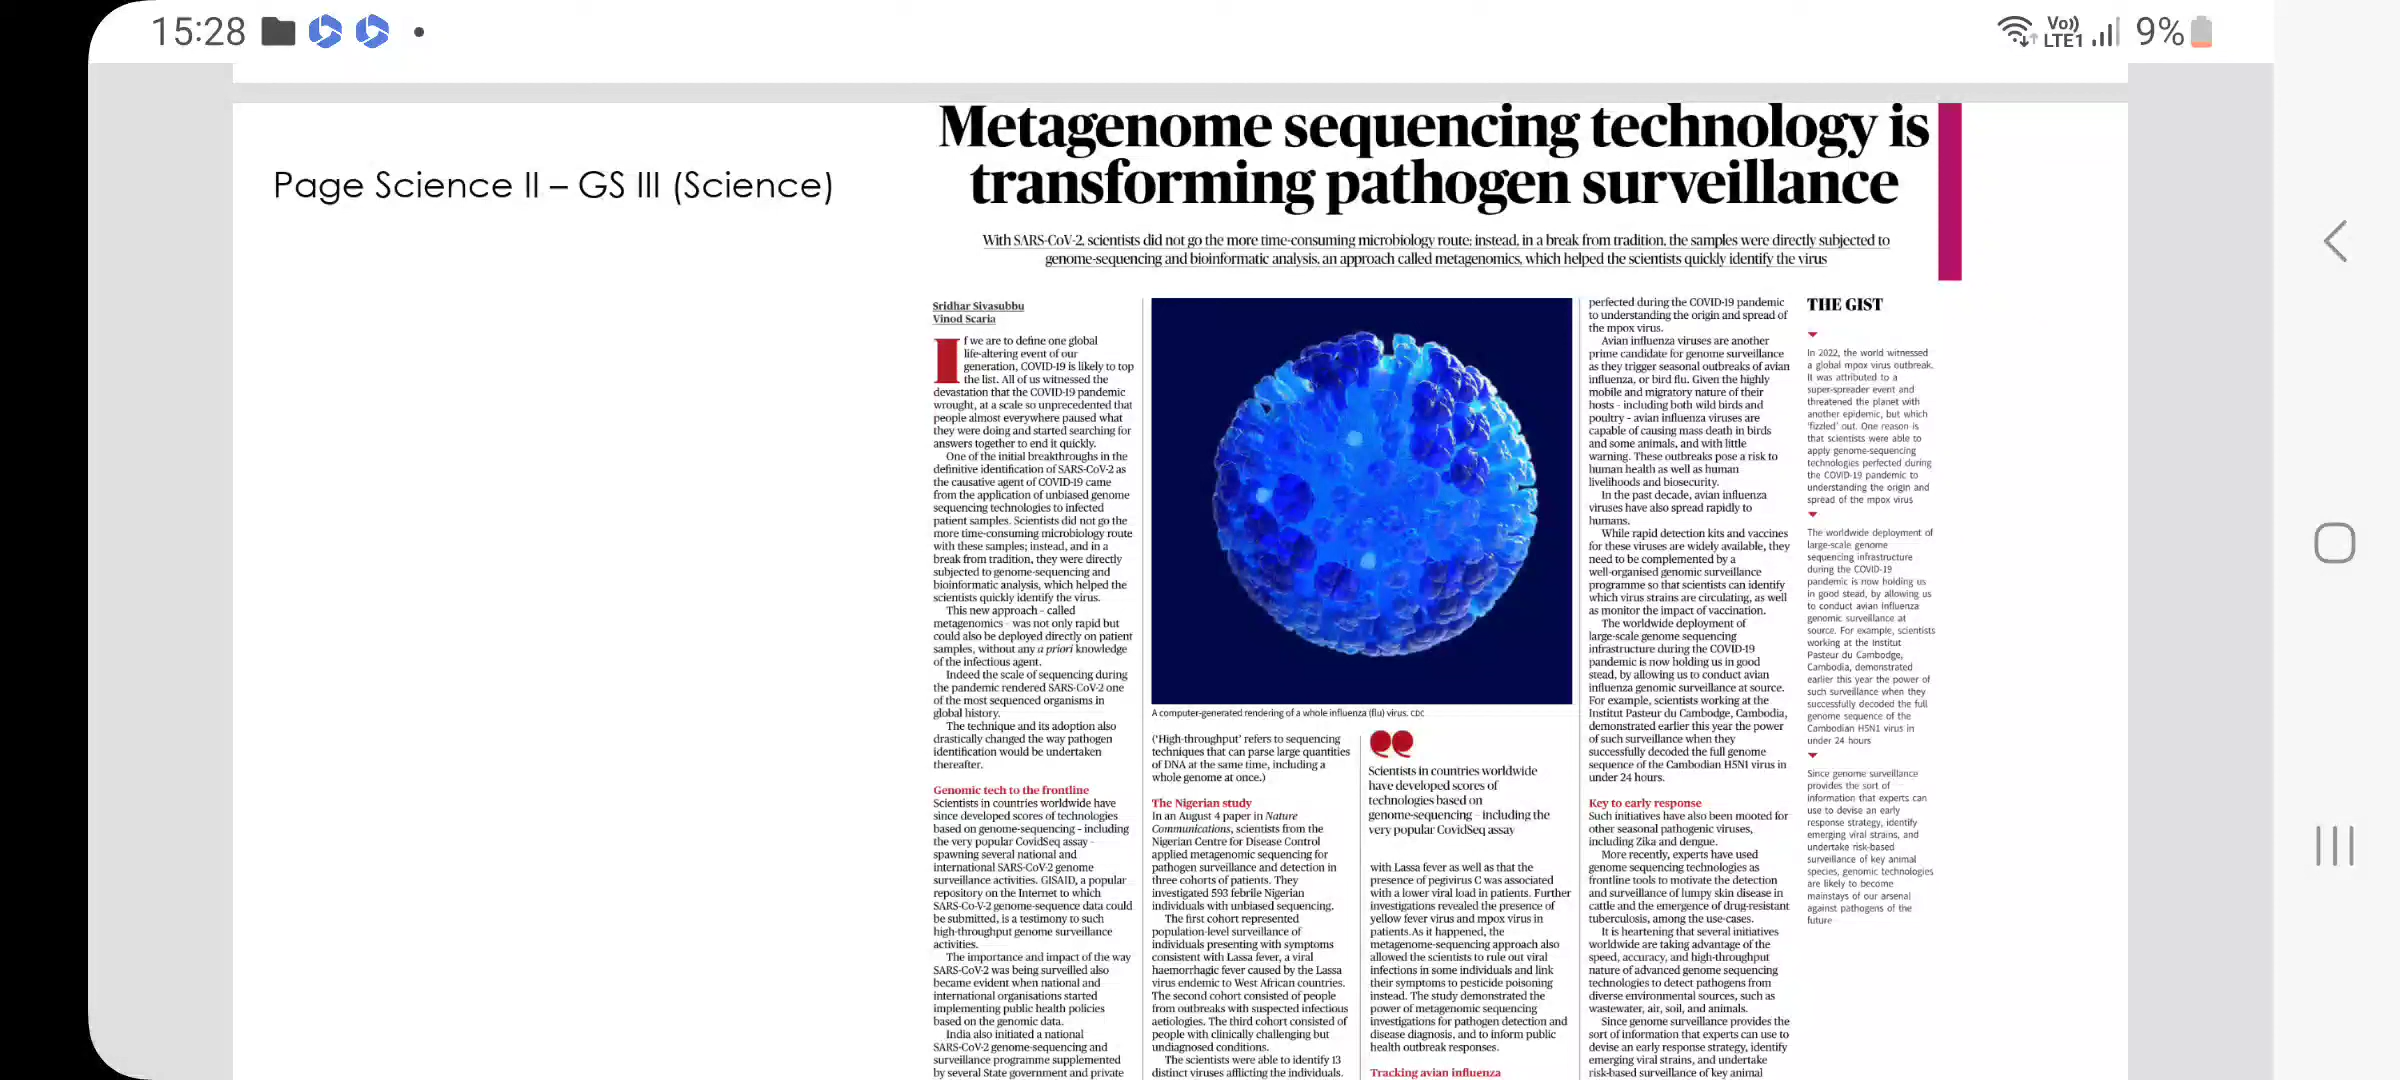 15:28
Vo)) LTE1 9%
Page Science II – GS III (Science)
Metagenome sequencing technology is
transforming pathogen surveillance
With SARS-CoV-2, scientists did not go the more time-consuming microbiology route; instead, in a break from tradition, the samples were directly subjected to
genome-sequencing and bioinformatic analysis, an approach called metagenomics, which helped the scientists quickly identify the virus
Sridhar Sivasubbu
Vinod Scaria
If we are to define one global
life-altering event of our
generation, COVID-19 is likely to top
the list. All of us witnessed the
devastation that the COVID-19 pandemic
wrought, at a scale so unprecedented that
people almost everywhere paused what
they were doing and started searching for
answers together to end it quickly.
One of the initial breakthroughs in the
definitive identification of SARS-CoV-2 as
the causative agent of COVID-19 came
from the application of unbiased genome
sequencing technologies to infected
patient samples. Scientists did not go the
more time-consuming microbiology route
with these samples; instead, and in a
break from tradition, they were directly
subjected to genome-sequencing and
bioinformatic analysis, which helped the
scientists quickly identify the virus.
This new approach – called
metagenomics – was not only rapid but
could also be deployed directly on patient
samples, without any a priori knowledge
of the infectious agent.
Indeed the scale of sequencing during
the pandemic rendered SARS-CoV-2 one
of the most sequenced organisms in
global history.
The technique and its adoption also
drastically changed the way pathogen
identification would be undertaken
thereafter.
Genomic tech to the frontline
Scientists in countries worldwide have
since developed scores of technologies
based on genome-sequencing – including
the very popular CovidSeq assay –
spawning several national and
international SARS-CoV-2 genome
surveillance activities. GISAID, a popular
repository on the Internet to which
SARS-Co-V-2 genome-sequence data could
be submitted, is a testimony to such
high-throughput genome surveillance
activities.
The importance and impact of the way
SARS-CoV-2 was being surveilled also
became evident when national and
international organisations started
implementing public health policies
based on the genomic data.
India also initiated a national
SARS-CoV-2 genome-sequencing and
surveillance programme supplemented
by several State government and private
A computer-generated rendering of a whole influenza (flu) virus. CDC
('High-throughput' refers to sequencing
techniques that can parse large quantities
of DNA at the same time, including a
whole genome at once.)
The Nigerian study
In an August 4 paper in Nature
Communications, scientists from the
Nigerian Centre for Disease Control
applied metagenomic sequencing for
pathogen surveillance and detection in
three cohorts of patients. They
investigated 593 febrile Nigerian
individuals with unbiased sequencing.
The first cohort represented
population-level surveillance of
individuals presenting with symptoms
consistent with Lassa fever, a viral
haemorrhagic fever caused by the Lassa
virus endemic to West African countries.
The second cohort consisted of people
from outbreaks with suspected infectious
aetiologies. The third cohort consisted of
people with clinically challenging but
undiagnosed conditions.
The scientists were able to identify 13
distinct viruses afflicting the individuals.
Scientists in countries worldwide
have developed scores of
technologies based on
genome-sequencing – including the
very popular CovidSeq assay
with Lassa fever as well as that the
presence of pegivirus C was associated
with a lower viral load in patients. Further
investigations revealed the presence of
yellow fever virus and mpox virus in
patients.As it happened, the
metagenome-sequencing approach also
allowed the scientists to rule out viral
infections in some individuals and link
their symptoms to pesticide poisoning
instead. The study demonstrated the
power of metagenomic sequencing
investigations for pathogen detection and
disease diagnosis, and to inform public
health outbreak responses.
Tracking avian influenza
perfected during the COVID-19 pandemic
to understanding the origin and spread of
the mpox virus.
Avian influenza viruses are another
prime candidate for genome surveillance
as they trigger seasonal outbreaks of avian
influenza, or bird flu. Given the highly
mobile and migratory nature of their
hosts – including both wild birds and
poultry – avian influenza viruses are
capable of causing mass death in birds
and some animals, and with little
warning. These outbreaks pose a risk to
human health as well as human
livelihoods and biosecurity.
In the past decade, avian influenza
viruses have also spread rapidly to
humans.
While rapid detection kits and vaccines
for these viruses are widely available, they
need to be complemented by a
well-organised genomic surveillance
programme so that scientists can identify
which virus strains are circulating, as well
as monitor the impact of vaccination.
The worldwide deployment of
large-scale genome sequencing
infrastructure during the COVID-19
pandemic is now holding us in good
stead, by allowing us to conduct avian
influenza genomic surveillance at source.
For example, scientists working at the
Institut Pasteur du Cambodge, Cambodia,
demonstrated earlier this year the power
of such surveillance when they
successfully decoded the full genome
sequence of the Cambodian H5N1 virus in
under 24 hours.
Key to early response
Such initiatives have also been mooted for
other seasonal pathogenic viruses,
including Zika and dengue.
More recently, experts have used
genome sequencing technologies as
frontline tools to motivate the detection
and surveillance of lumpy skin disease in
cattle and the emergence of drug-resistant
tuberculosis, among the use-cases.
It is heartening that several initiatives
worldwide are taking advantage of the
speed, accuracy, and high-throughput
nature of advanced genome sequencing
technologies to detect pathogens from
diverse environmental sources, such as
wastewater, air, soil, and animals.
Since genome surveillance provides the
sort of information that experts can use to
devise an early response strategy, identify
emerging viral strains, and undertake
risk-based surveillance of key animal
THE GIST
In 2022, the world witnessed
a global mpox virus outbreak.
It was attributed to a
super-spreader event and
threatened the planet with
another epidemic, but which
'fizzled' out. One reason is
that scientists were able to
apply genome-sequencing
technologies perfected during
the COVID-19 pandemic to
understanding the origin and
spread of the mpox virus
The worldwide deployment of
large-scale genome
sequencing infrastructure
during the COVID-19
pandemic is now holding us
in good stead, by allowing us
to conduct avian influenza
genomic surveillance at
source. For example, scientists
working at the Institut
Pasteur du Cambodge,
Cambodia, demonstrated
earlier this year the power of
such surveillance when they
successfully decoded the full
genome sequence of the
Cambodian H5N1 virus in
under 24 hours
Since genome surveillance
provides the sort of
information that experts can
use to devise an early
response strategy, identify
emerging viral strains, and
undertake risk-based
surveillance of key animal
species, genomic technologies
are likely to become
mainstays of our arsenal
against pathogens of the
future